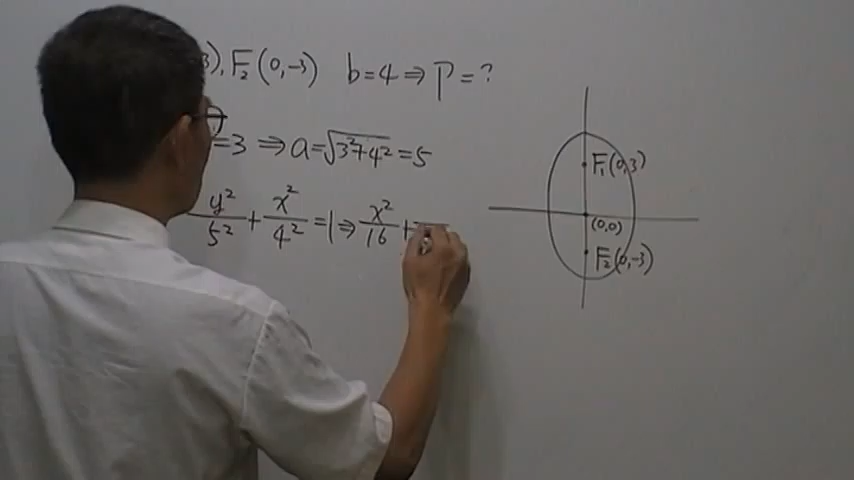 3), F₂(0,-3) b=4 ⇒ P=?
=3 ⇒ a=√(3²+4²)=5
y²/5² + x²/4² =1 ⇒ x²/16 +
F₁(0,3)
(0,0)
F₂(0,-3)